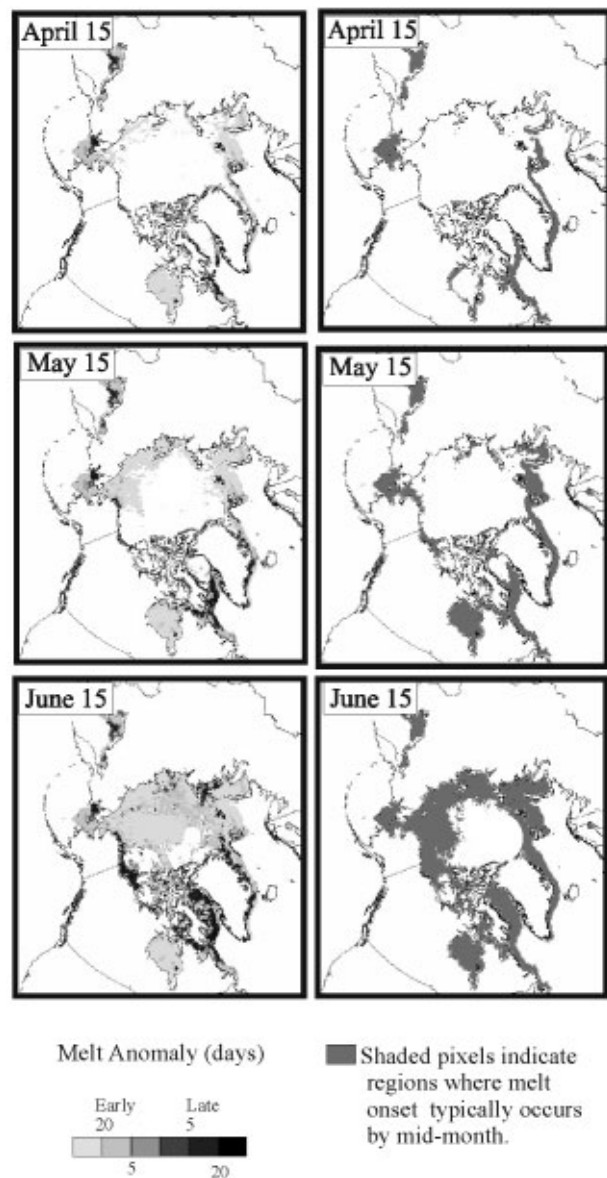 April 15
April 15
May 15
May 15
June 15
June 15
Melt Anomaly (days)
Early Late
20 5
5 20
Shaded pixels indicate
regions where melt
onset typically occurs
by mid-month.